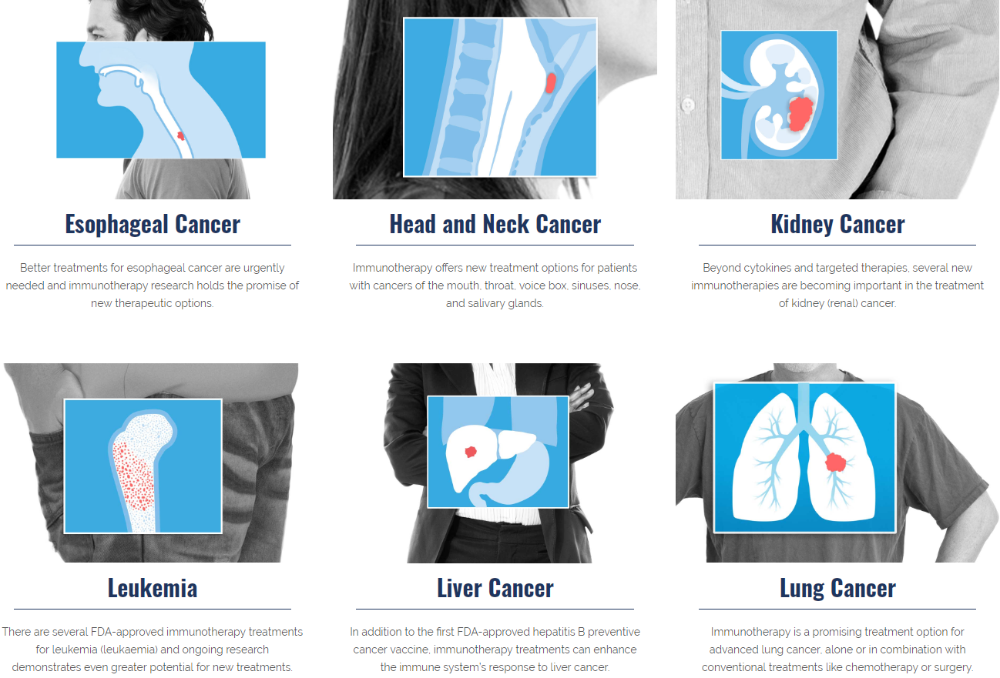 Esophageal Cancer
Better treatments for esophageal cancer are urgently
needed and immunotherapy research holds the promise of
new therapeutic options.
Head and Neck Cancer
Immunotherapy offers new treatment options for patients
with cancers of the mouth, throat, voice box, sinuses, nose,
and salivary glands.
Kidney Cancer
Beyond cytokines and targeted therapies, several new
immunotherapies are becoming important in the treatment
of kidney (renal) cancer.
Leukemia
There are several FDA-approved immunotherapy treatments
for leukemia (leukaemia) and ongoing research
demonstrates even greater potential for new treatments.
Liver Cancer
In addition to the first FDA-approved hepatitis B preventive
cancer vaccine, immunotherapy treatments can enhance
the immune system's response to liver cancer.
Lung Cancer
Immunotherapy is a promising treatment option for
advanced lung cancer, alone or in combination with
conventional treatments like chemotherapy or surgery.